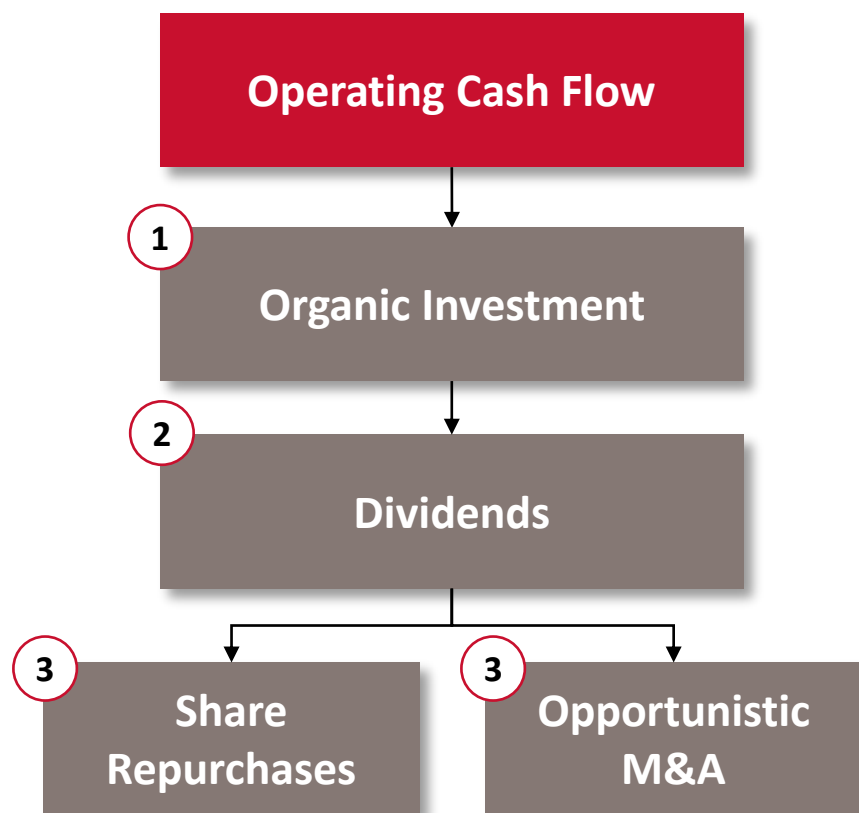 Operating Cash Flow
1
Organic Investment
2
Dividends
3
Share
Repurchases
3
Opportunistic
M&A